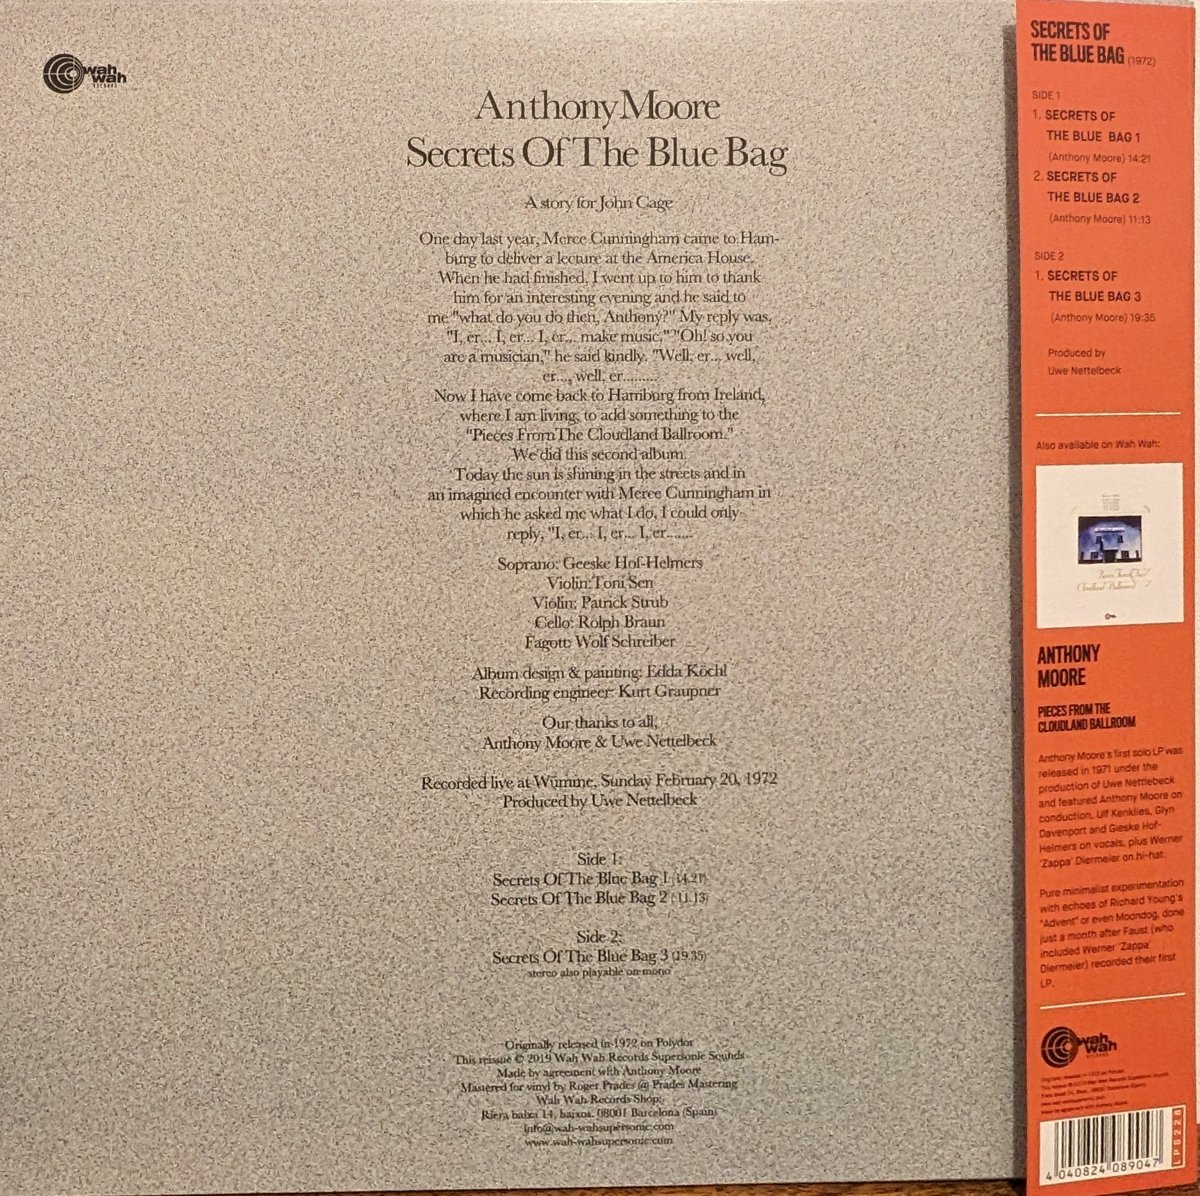 wah
wah
RECORDS
Anthony Moore
Secrets Of The Blue Bag
A story for John Cage
One day last year, Merce Cunningham came to Ham-
burg to deliver a lecture at the America House.
When he had finished, I went up to him to thank
him for an interesting evening and he said to
me "what do you do then, Anthony?" My reply was,
"I, er... I, er... I, er... make music." "Oh! so you
are a musician," he said kindly. "Well, er... well,
er..., well, er.........
Now I have come back to Hamburg from Ireland,
where I am living, to add something to the
"Pieces From The Cloudland Ballroom."
We did this second album.
Today the sun is shining in the streets and in
an imagined encounter with Merce Cunningham in
which he asked me what I do, I could only
reply, "I, er... I, er... I, er.......
Soprano: Geeske Hof-Helmers
Violin: Toni Sen
Violin: Patrick Strub
Cello: Rolph Braun
Fagott: Wolf Schreiber
Album design & painting: Edda Köchl
Recording engineer: Kurt Graupner
Our thanks to all,
Anthony Moore & Uwe Nettelbeck
Recorded live at Wümme, Sunday February 20, 1972
Produced by Uwe Nettelbeck
Side 1:
Secrets Of The Blue Bag 1 (14.21)
Secrets Of The Blue Bag 2 (11.13)
Side 2:
Secrets Of The Blue Bag 3 (19.35)
stereo also playable on mono
Originally released in 1972 on Polydor
This reissue © 2019 Wah Wah Records Supersonic Sounds
Made by agreement with Anthony Moore
Mastered for vinyl by Roger Prades @ Prades Mastering
Wah Wah Records Shop:
Riera baixa 14, baixos. 08001 Barcelona (Spain)
info@wah-wahsupersonic.com
www.wah-wahsupersonic.com
SECRETS OF
THE BLUE BAG (1972)
SIDE 1
1. SECRETS OF
THE BLUE BAG 1
(Anthony Moore) 14:21
2. SECRETS OF
THE BLUE BAG 2
(Anthony Moore) 11:13
SIDE 2
1. SECRETS OF
THE BLUE BAG 3
(Anthony Moore) 19:35
Produced by
Uwe Nettelbeck
Also available on Wah Wah:
ANTHONY
MOORE
PIECES FROM THE
CLOUDLAND BALLROOM
Anthony Moore's first solo LP was
released in 1971 under the
production of Uwe Nettlebeck
and featured Anthony Moore on
conduction, Ulf Kenklies, Glyn
Davenport and Gieske Hof-
Helmers on vocals, plus Werner
'Zappa' Diermeier on hi-hat.
Pure minimalist experimentation
with echoes of Richard Young's
"Advent" or even Moondog, done
just a month after Faust (who
included Werner 'Zappa'
Diermeier) recorded their first
LP.
wah
wah
RECORDS
LPS228
4 040824 089047